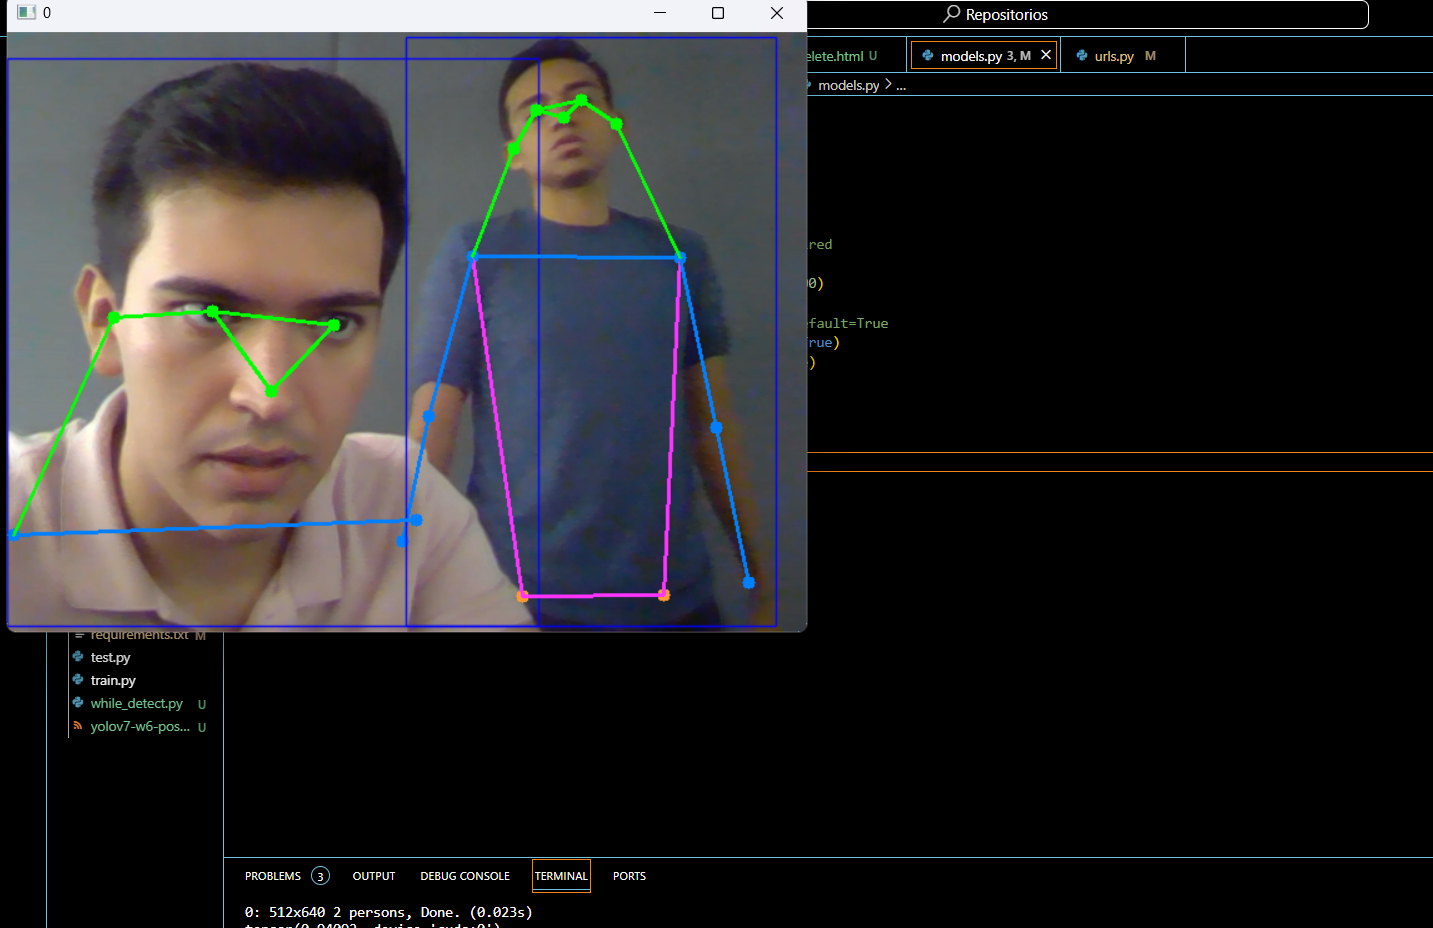 0
Repositorios
elete.html U
models.py 3, M
urls.py M
models.py > ...
red
0)
fault=True
rue)
)
requirements.txt M
test.py
train.py
while_detect.py U
yolov7-w6-pos... U
PROBLEMS 3 OUTPUT DEBUG CONSOLE TERMINAL PORTS
0: 512x640 2 persons, Done. (0.023s)